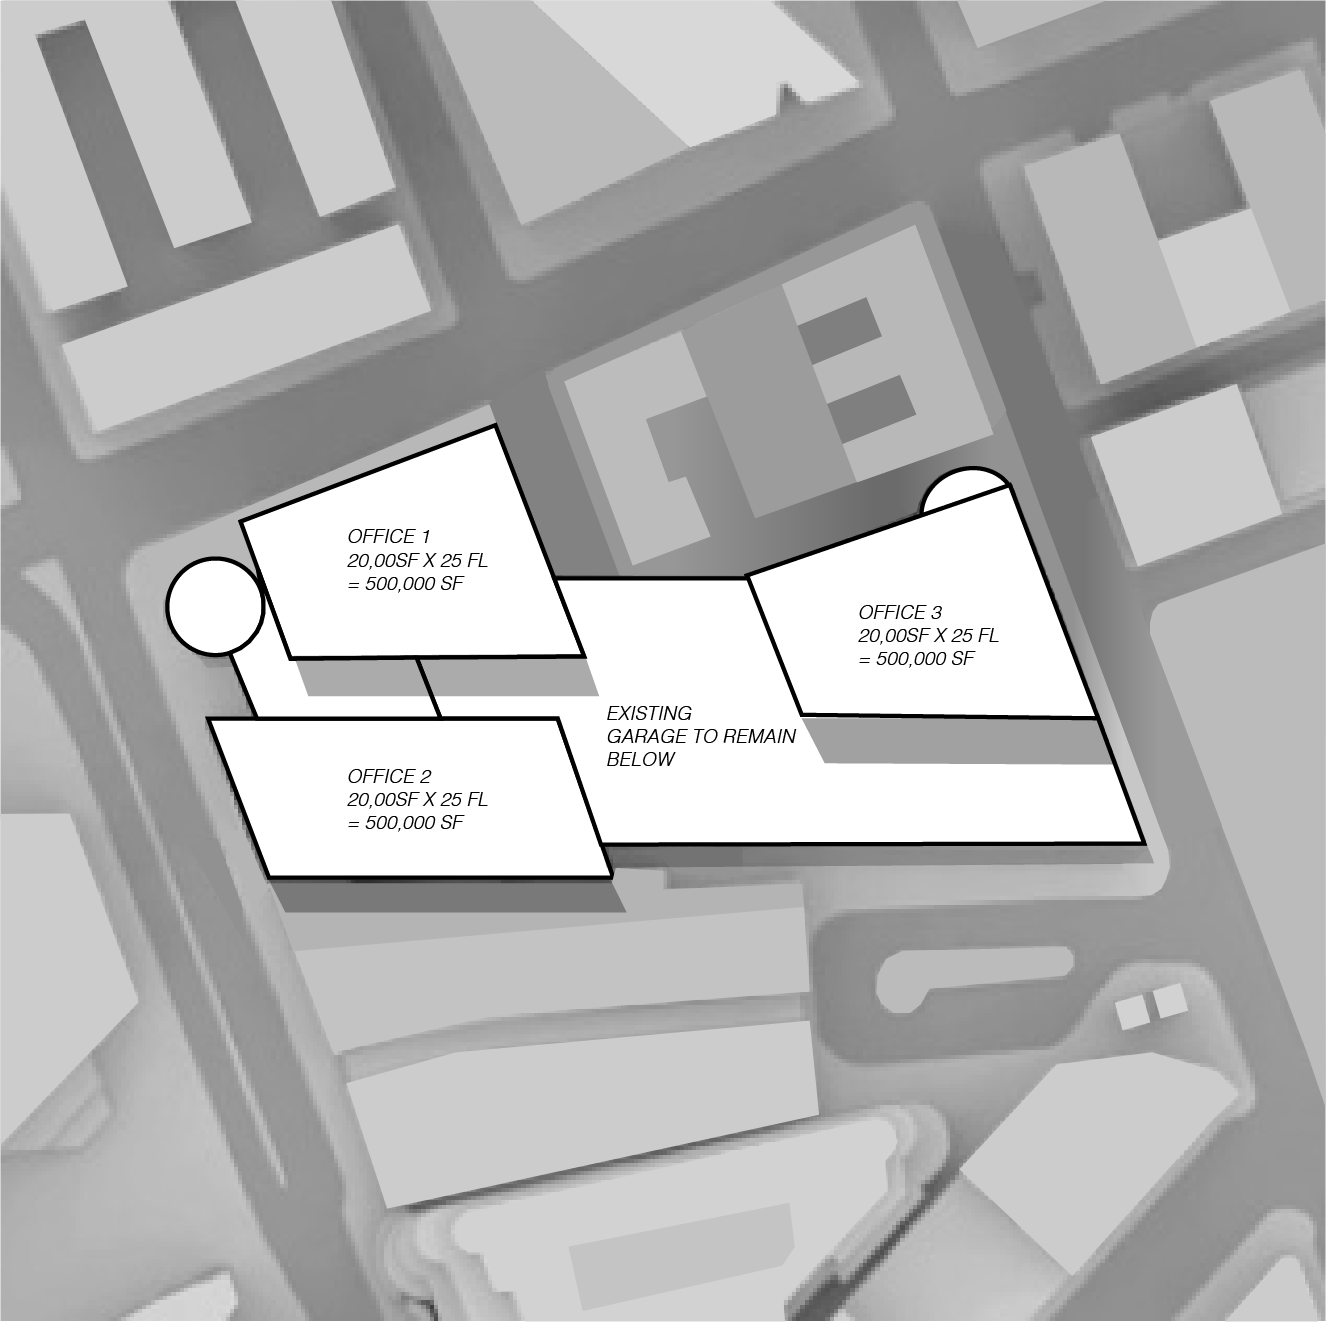 OFFICE 1
20,00SF X 25 FL
= 500,000 SF
OFFICE 3
20,00SF X 25 FL
= 500,000 SF
EXISTING
GARAGE TO REMAIN
BELOW
OFFICE 2
20,00SF X 25 FL
= 500,000 SF